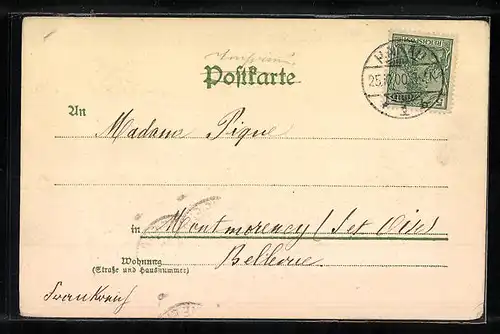 Postkarte
An Madame Pique
in Montmorency (Set Oise)
Wohnung
(Straße und Hausnummer)
Bellevue
Frankreich